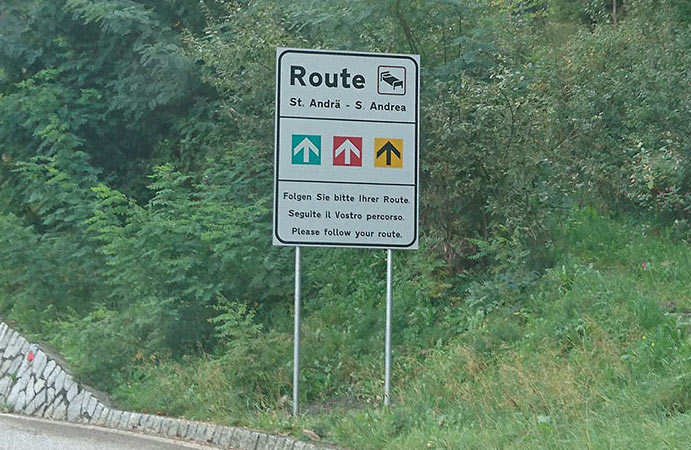 Route
St. Andrä - S. Andrea
Folgen Sie bitte Ihrer Route.
Seguite il Vostro percorso.
Please follow your route.